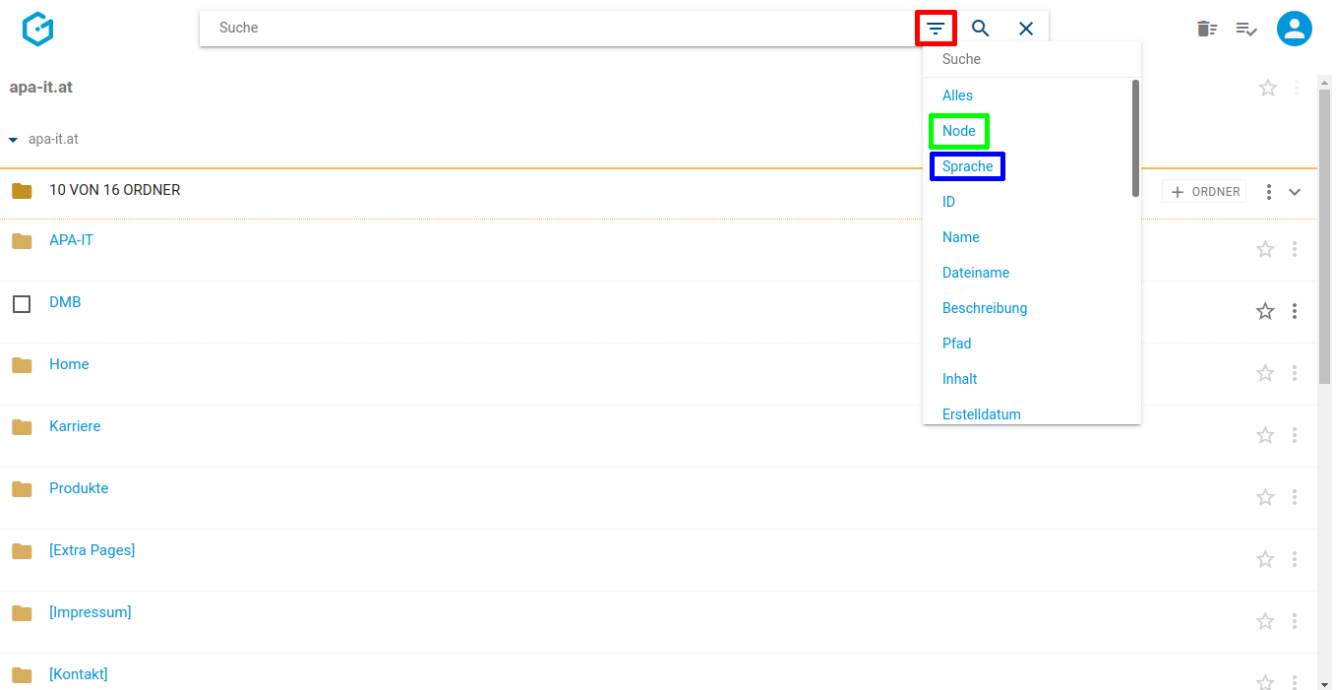 Suche
Suche
apa-it.at
Alles
Node
apa-it.at
Sprache
10 VON 16 ORDNER
ORDNER
ID
Name
APA-IT
Dateiname
DMB
Beschreibung
Pfad
Home
Inhalt
Erstelldatum
Karriere
Produkte
[Extra Pages]
[Impressum]
[Kontakt]